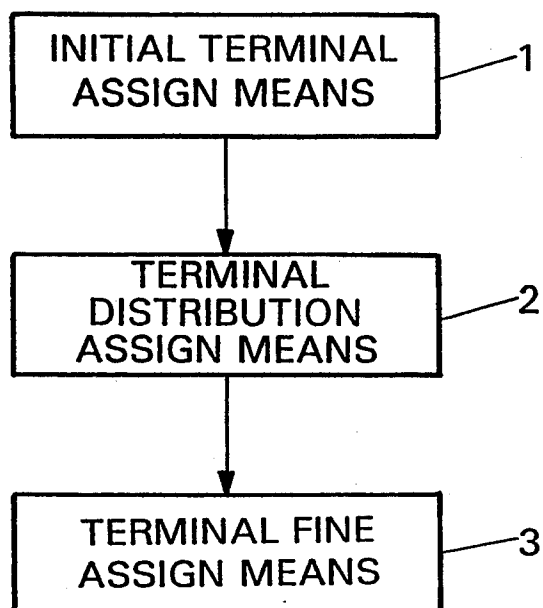 INITIAL TERMINAL
ASSIGN MEANS
1
TERMINAL
DISTRIBUTION
ASSIGN MEANS
2
TERMINAL FINE
ASSIGN MEANS
3